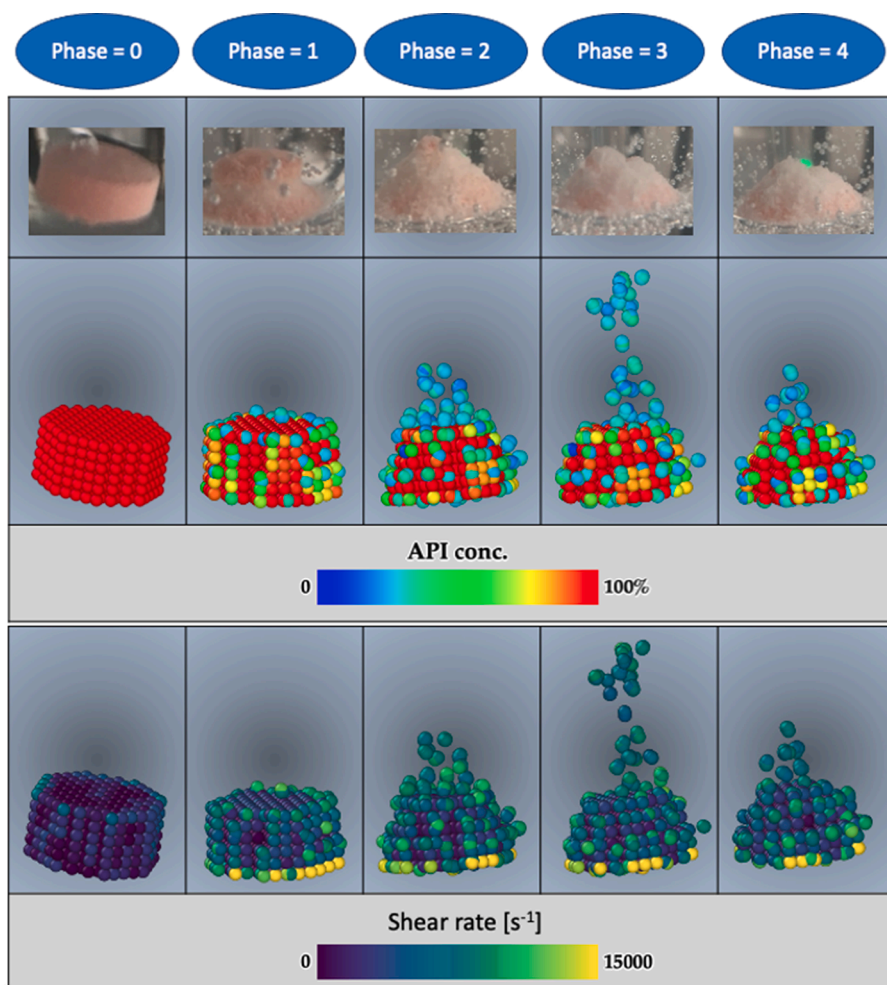 Phase = 0 Phase = 1 Phase = 2 Phase = 3 Phase = 4
API conc.
0 100%
Shear rate [s⁻¹]
0 15000